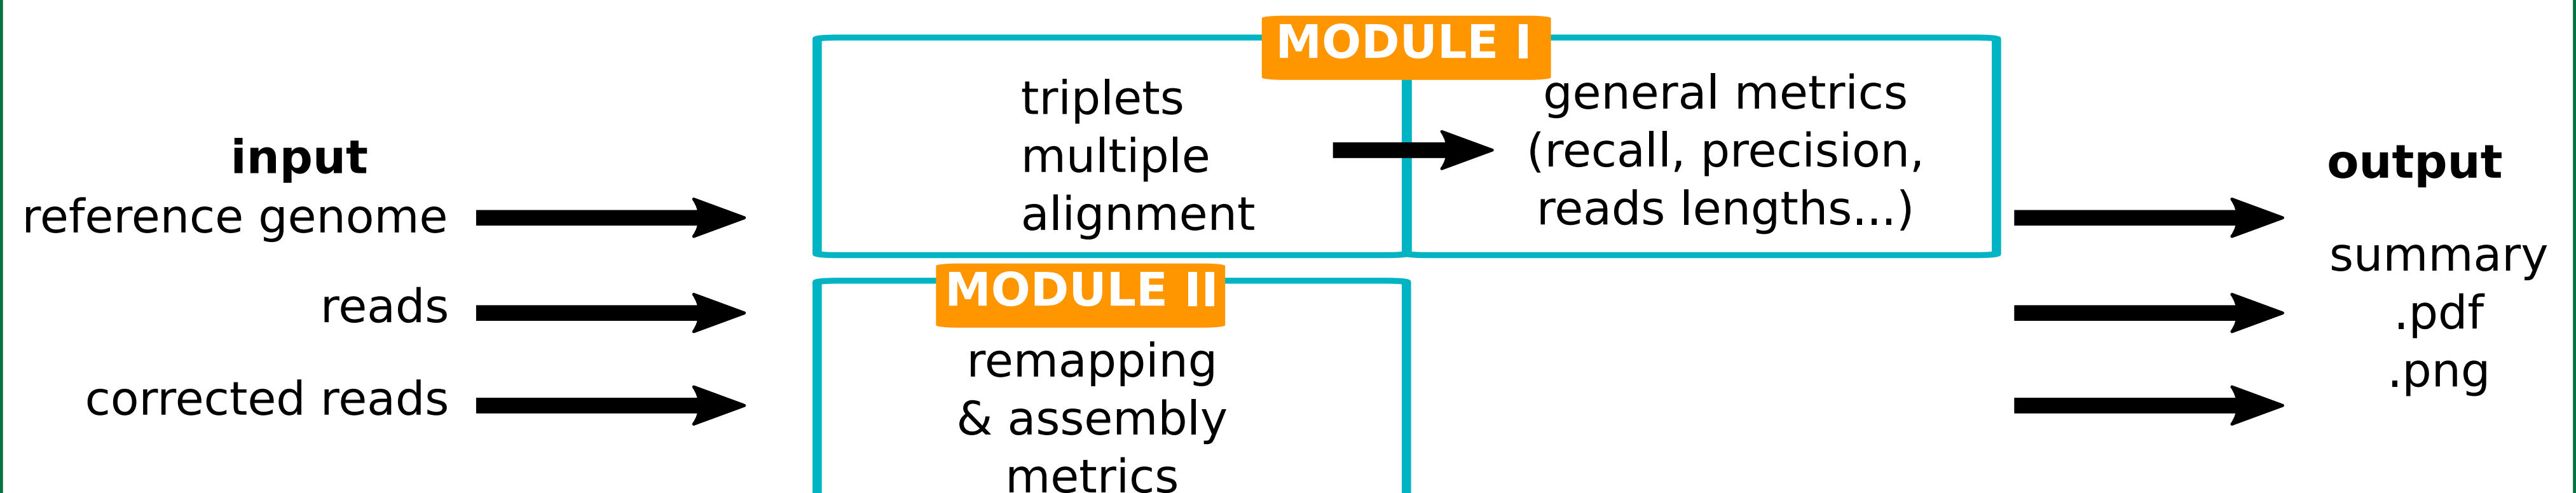 input
reference genome
reads
corrected reads
MODULE I
triplets
multiple
alignment
general metrics
(recall, precision,
reads lengths...)
MODULE II
remapping
& assembly
metrics
output
summary
.pdf
.png